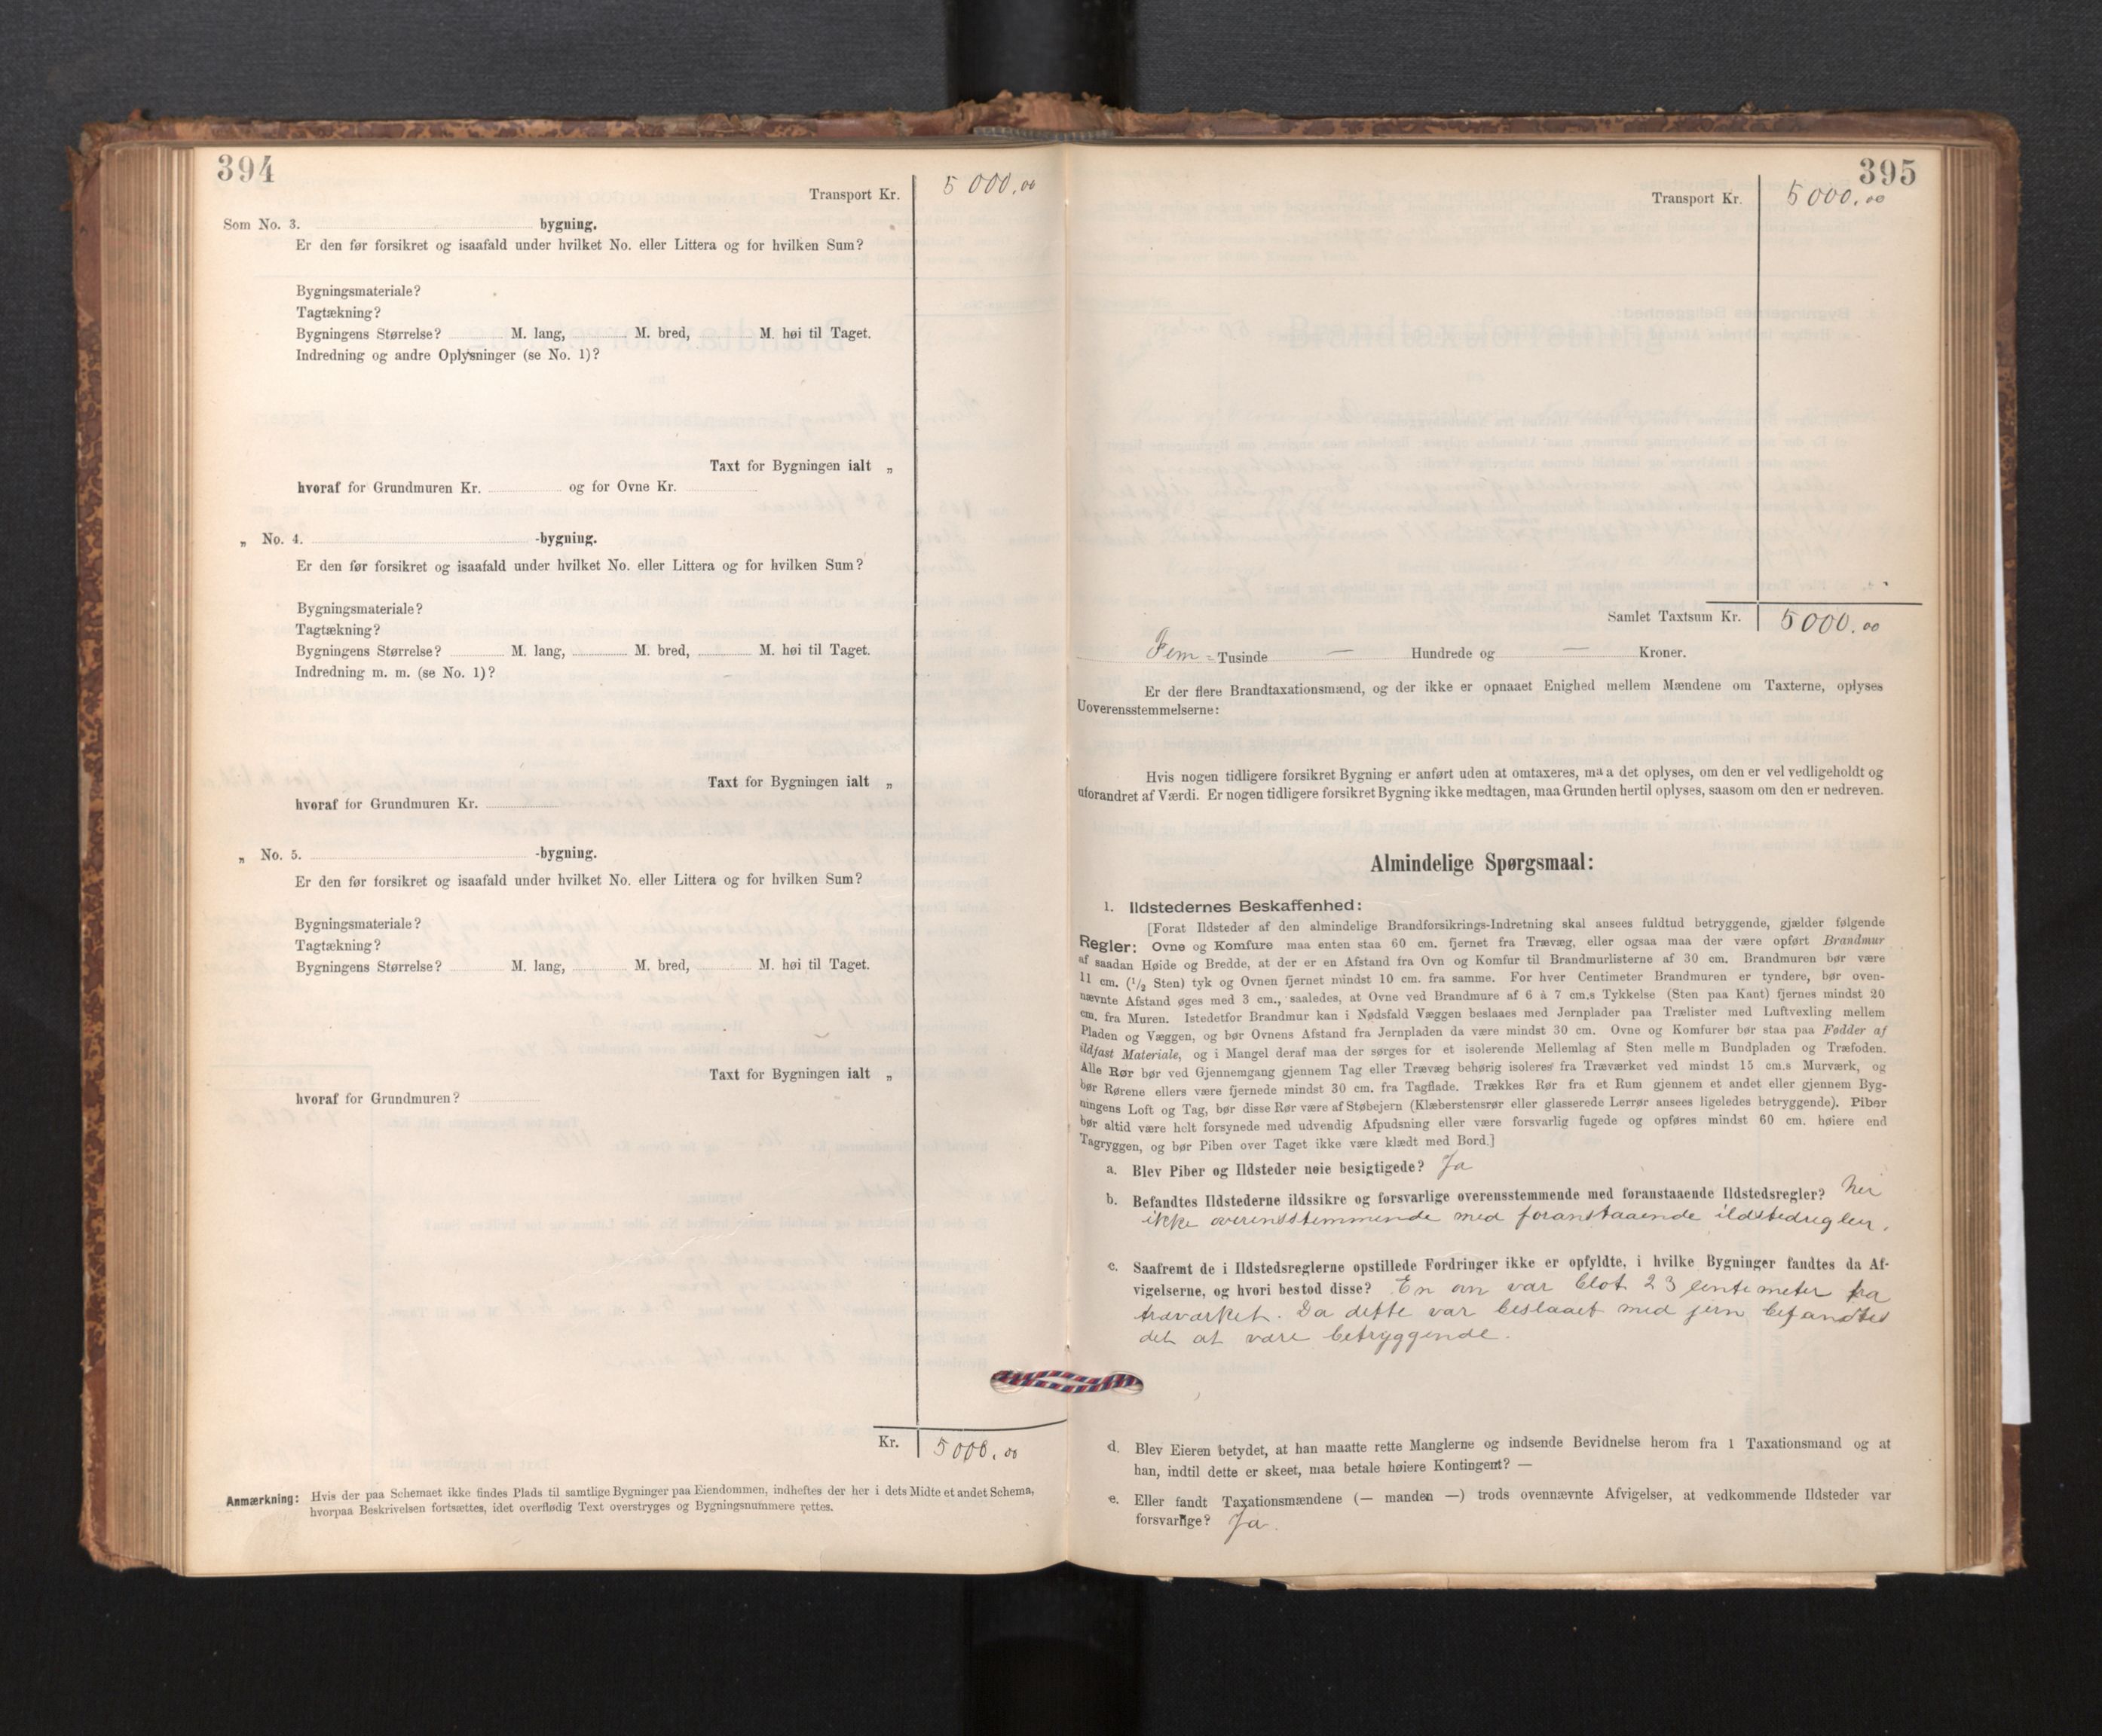 394
Transport Kr. 5000.00
Som No. 3. bygning.
Er den før forsikret og isaafald under hvilket No. eller Littera og for hvilken Sum?
Bygningsmateriale?
Tagtækning?
Bygningens Størrelse? M. lang, M. bred, M. høi til Taget.
Indredning og andre Oplysninger (se No. 1)?
Taxt for Bygningen ialt „
hvoraf for Grundmuren Kr. og for Ovne Kr.
„ No. 4. -bygning.
Er den før forsikret og isaafald under hvilket No. eller Littera og for hvilken Sum?
Bygningsmateriale?
Tagtækning?
Bygningens Størrelse? M. lang, M. bred, M. høi til Taget.
Indredning m. m. (se No. 1)?
Taxt for Bygningen ialt „
hvoraf for Grundmuren Kr.
„ No. 5. -bygning.
Er den før forsikret og isaafald under hvilket No. eller Littera og for hvilken Sum?
Bygningsmateriale?
Tagtækning?
Bygningens Størrelse? M. lang, M. bred, M. høi til Taget.
Taxt for Bygningen ialt „
hvoraf for Grundmuren?
Kr. 5000.00
Anmærkning: Hvis der paa Schemaet ikke findes Plads til samtlige Bygninger paa Eiendommen, indheftes der her i dets Midte et andet Schema,
hvorpaa Beskrivelsen fortsættes, idet overflødig Text overstryges og Bygningsnummere rettes.
395
Transport Kr. 5000.00
Samlet Taxtsum Kr. 5000.00
Fem = Tusinde — Hundrede og — Kroner.
Er der flere Brandtaxationsmænd, og der ikke er opnaaet Enighed mellem Mændene om Taxterne, oplyses
Uoverensstemmelserne:
Hvis nogen tidligere forsikret Bygning er anført uden at omtaxeres, maa det oplyses, om den er vel vedligeholdt og
uforandret af Værdi. Er nogen tidligere forsikret Bygning ikke medtagen, maa Grunden hertil oplyses, saasom om den er nedreven.
Almindelige Spørgsmaal:
1. Ildstedernes Beskaffenhed:
[Forat Ildsteder af den almindelige Brandforsikrings-Indretning skal ansees fuldtud betryggende, gjælder følgende
Regler: Ovne og Komfure maa enten staa 60 cm. fjernet fra Trævæg, eller ogsaa maa der være opført Brandmur
af saadan Høide og Bredde, at der er en Afstand fra Ovn og Komfur til Brandmurlisterne af 30 cm. Brandmuren bør være
11 cm. (1/2 Sten) tyk og Ovnen fjernet mindst 10 cm. fra samme. For hver Centimeter Brandmuren er tyndere, bør oven-
nævnte Afstand øges med 3 cm., saaledes, at Ovne ved Brandmure af 6 à 7 cm.s Tykkelse (Sten paa Kant) fjernes mindst 20
cm. fra Muren. Istedetfor Brandmur kan i Nødsfald Væggen beslaaes med Jernplader paa Trælister med Luftvexling mellem
Pladen og Væggen, og bør Ovnens Afstand fra Jernpladen da være mindst 30 cm. Ovne og Komfurer bør staa paa Fødder af
ildfast Materiale, og i Mangel deraf maa der sørges for et isolerende Mellemlag af Sten mellem Bundpladen og Træfoden.
Alle Rør bør ved Gjennemgang gjennem Tag eller Trævæg behørig isoleres fra Træværket ved mindst 15 cm.s Murværk, og
bør Rørene ellers være fjernede mindst 30 cm. fra Tagflade. Trækkes Rør fra et Rum gjennem et andet eller gjennem Byg-
ningens Loft og Tag, bør disse Rør være af Støbejern (Klæberstensrør eller glasserede Lerrør ansees ligeledes betryggende). Piber
bør altid være helt forsynede med udvendig Afpudsning eller være forsvarlig fugede og opføres mindst 60 cm. høiere end
Tagryggen, og bør Piben over Taget ikke være klædt med Bord.]
a. Blev Piber og Ildsteder nøie besigtigede? Ja
b. Befandtes Ildstederne ildssikre og forsvarlige overensstemmende med foranstaaende Ildstedsregler? Nei
ikke overensstemmende med foranstaaende ildstedregler.
c. Saafremt de i Ildstedsreglerne opstillede Fordringer ikke er opfyldte, i hvilke Bygninger fandtes da Af-
vigelserne, og hvori bestod disse? En ovn var blot 23 centimeter fra
træværket. Da dette var beslaaet med jern befandtes
det at være betryggende.
d. Blev Eieren betydet, at han maatte rette Manglerne og indsende Bevidnelse herom fra 1 Taxationsmand og at
han, indtil dette er skeet, maa betale høiere Kontingent? —
e. Eller fandt Taxationsmændene (— manden —) trods ovennævnte Afvigelser, at vedkommende Ildsteder var
forsvarlige? Ja.